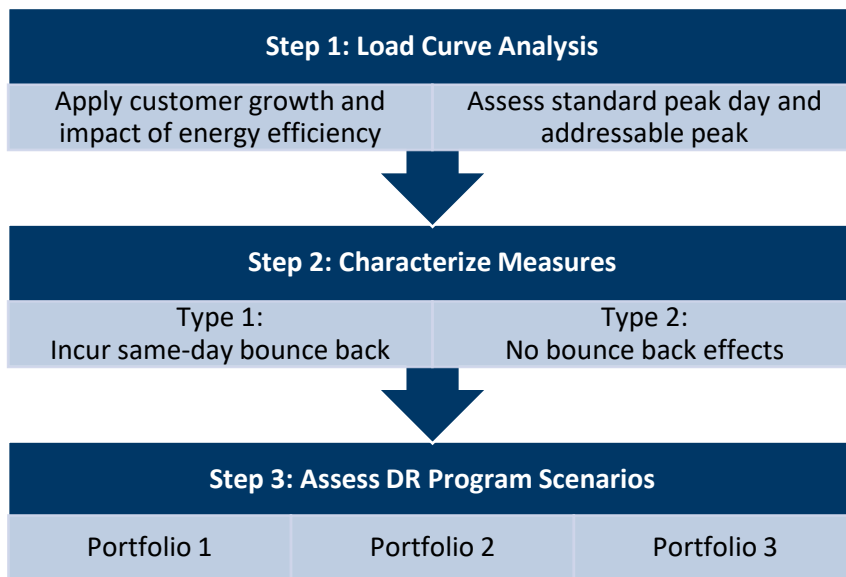 Step 1: Load Curve Analysis
Apply customer growth and
impact of energy efficiency
Assess standard peak day and
addressable peak
Step 2: Characterize Measures
Type 1:
Incur same-day bounce back
Type 2:
No bounce back effects
Step 3: Assess DR Program Scenarios
Portfolio 1
Portfolio 2
Portfolio 3